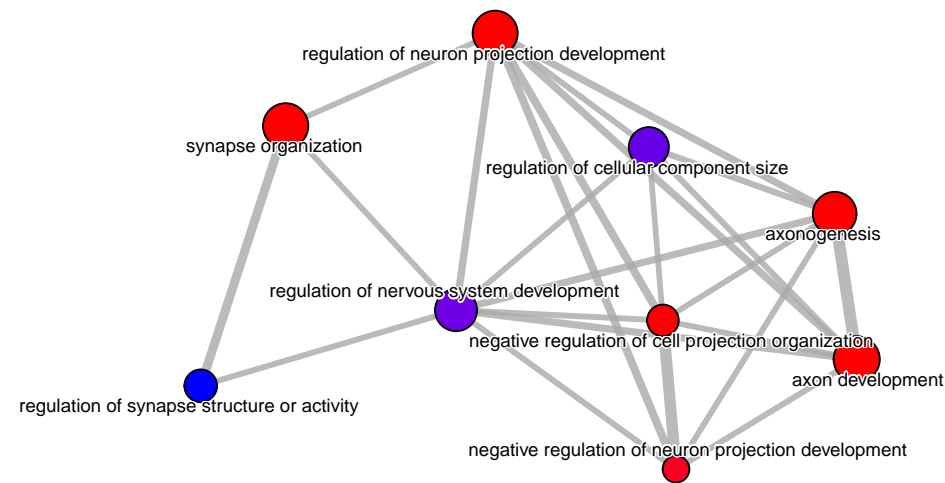 regulation of neuron projection development
synapse organization
regulation of cellular component size
axonogenesis
regulation of nervous system development
negative regulation of cell projection organization
axon development
regulation of synapse structure or activity
negative regulation of neuron projection development